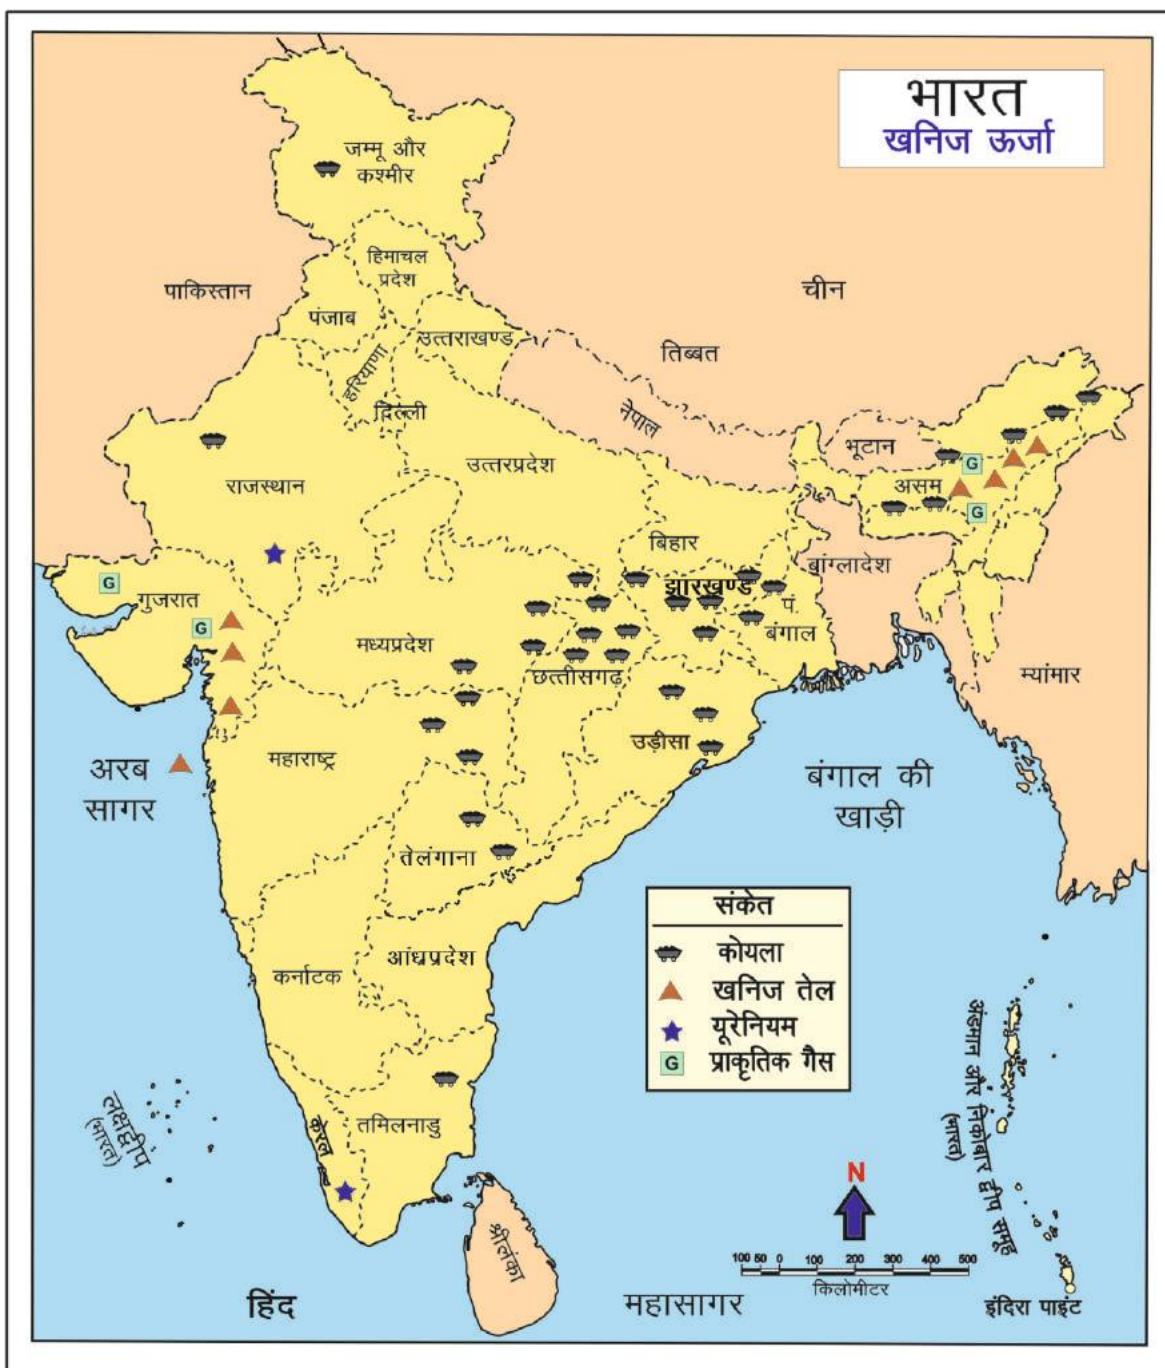 भारत
खनिज ऊर्जा
जम्मू और
कश्मीर
हिमाचल
प्रदेश
पाकिस्तान
चीन
पंजाब
उत्तराखण्ड
तिब्बत
हरियाणा
दिल्ली
नेपाल
भूटान
उत्तरप्रदेश
राजस्थान
असम
G
बिहार
G
बांग्लादेश
G
झारखण्ड
गुजरात
पं.
बंगाल
G
मध्यप्रदेश
छत्तीसगढ़
म्यांमार
उड़ीसा
महाराष्ट्र
अरब
सागर
बंगाल की
खाड़ी
तेलंगाना
संकेत
कोयला
खनिज तेल
यूरेनियम
G प्राकृतिक गैस
आंध्रप्रदेश
कर्नाटक
लक्षद्वीप
(भारत)
केरल
तमिलनाडु
अंडमान और निकोबार द्वीप समूह
(भारत)
N
श्रीलंका
100 50 0 100 200 300 400 500
किलोमीटर
हिंद
महासागर
इंदिरा पाइंट